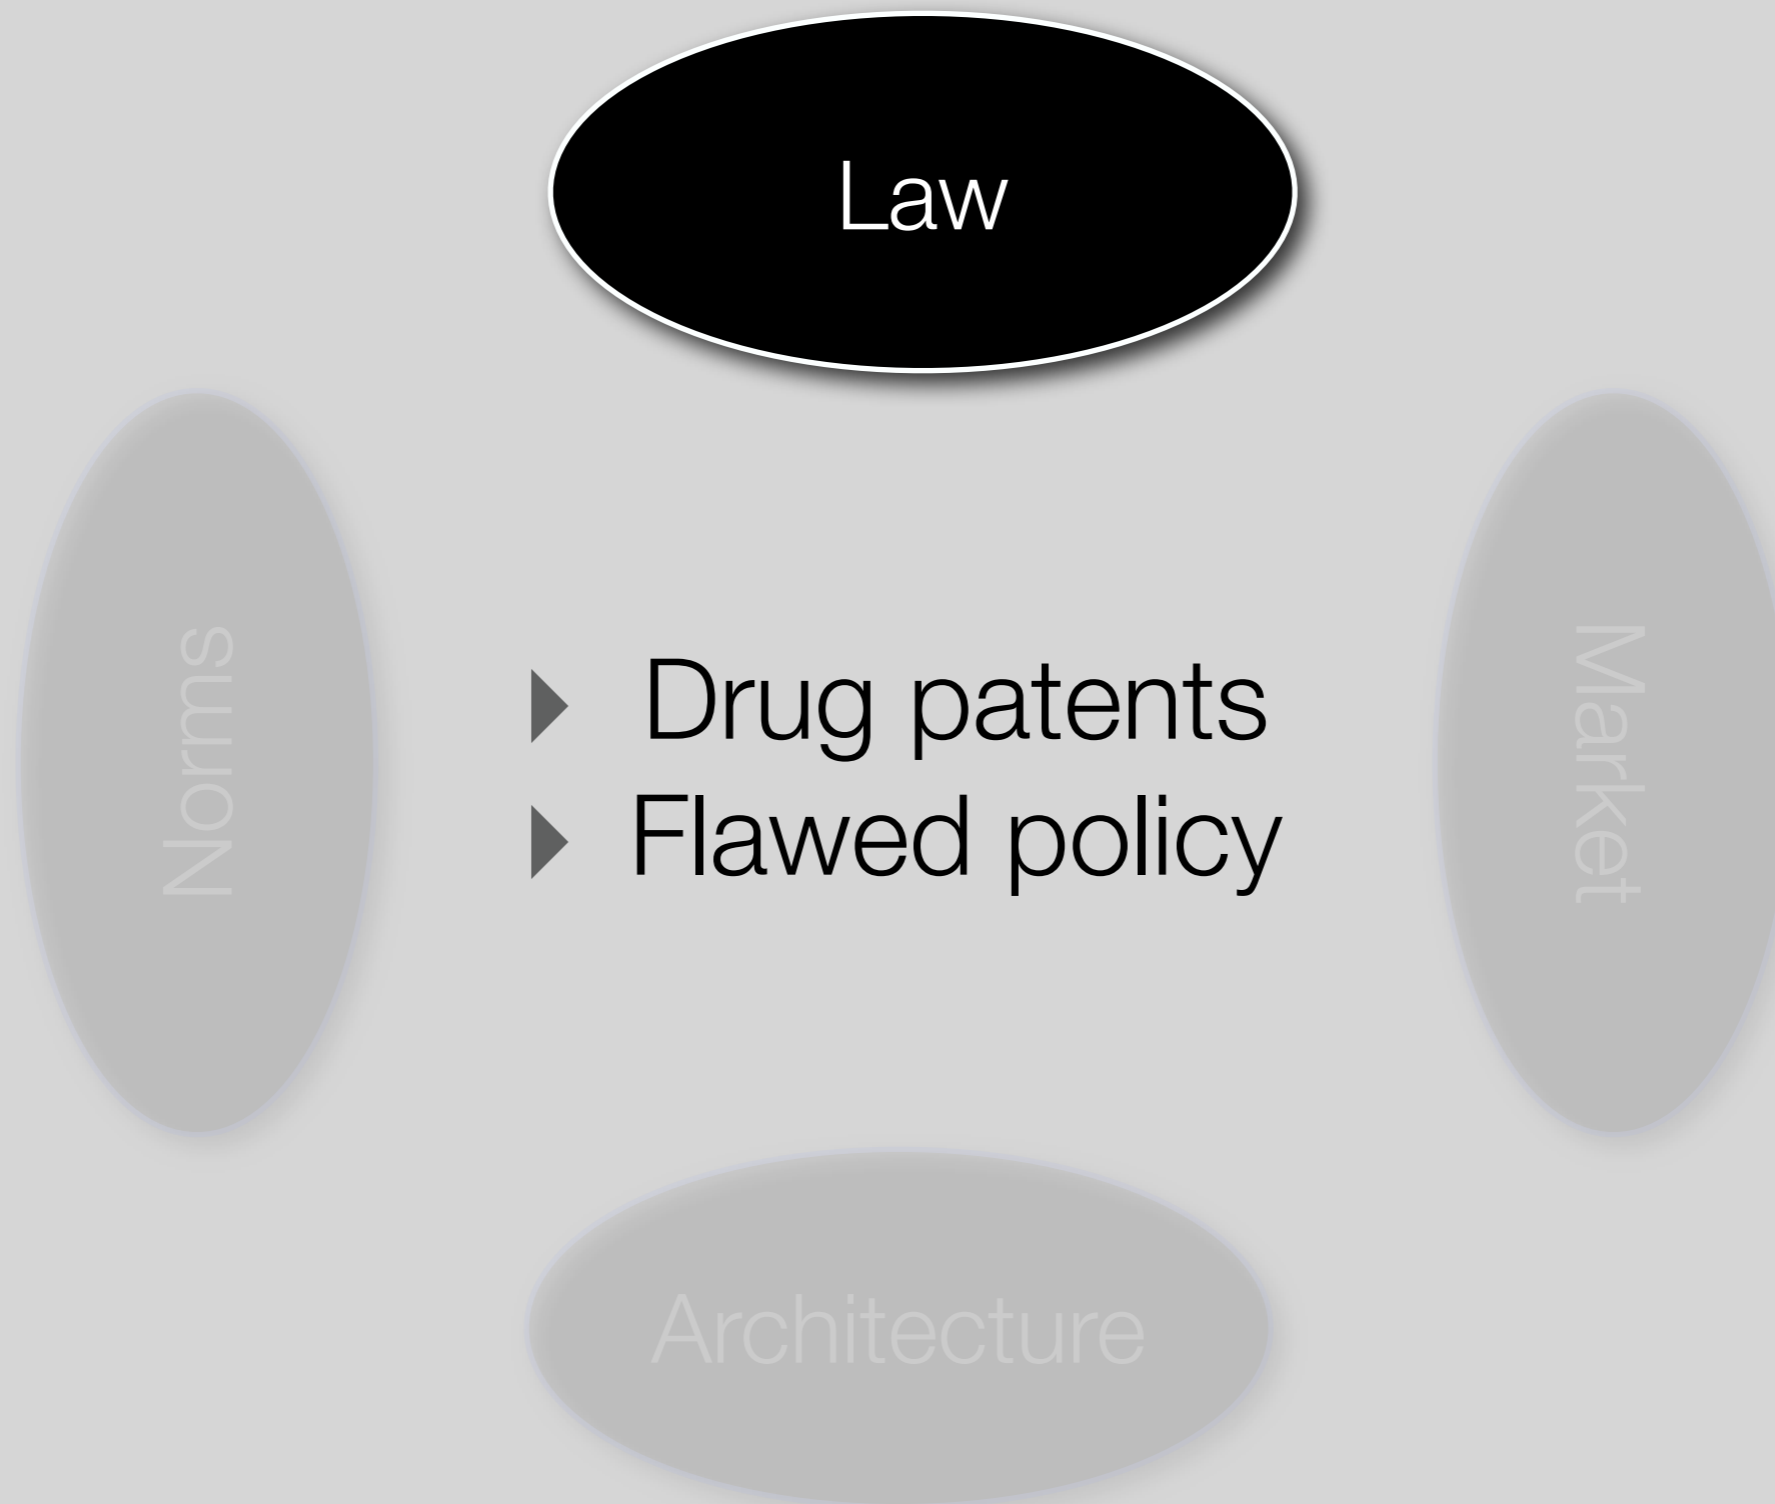 Law
Norms
Drug patents
Flawed policy
Market
Architecture